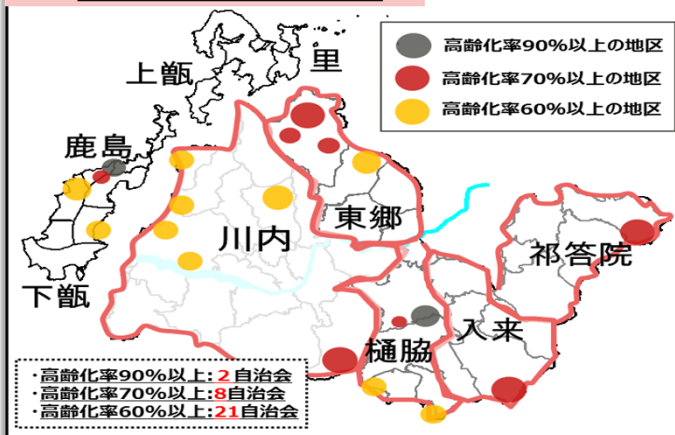 高齢化率90%以上の地区
高齢化率70%以上の地区
高齢化率60%以上の地区
里
上甑
鹿島
下甑
川内
東郷
祁答院
入来
樋脇
・高齢化率90%以上:2自治会
・高齢化率70%以上:8自治会
・高齢化率60%以上:21自治会